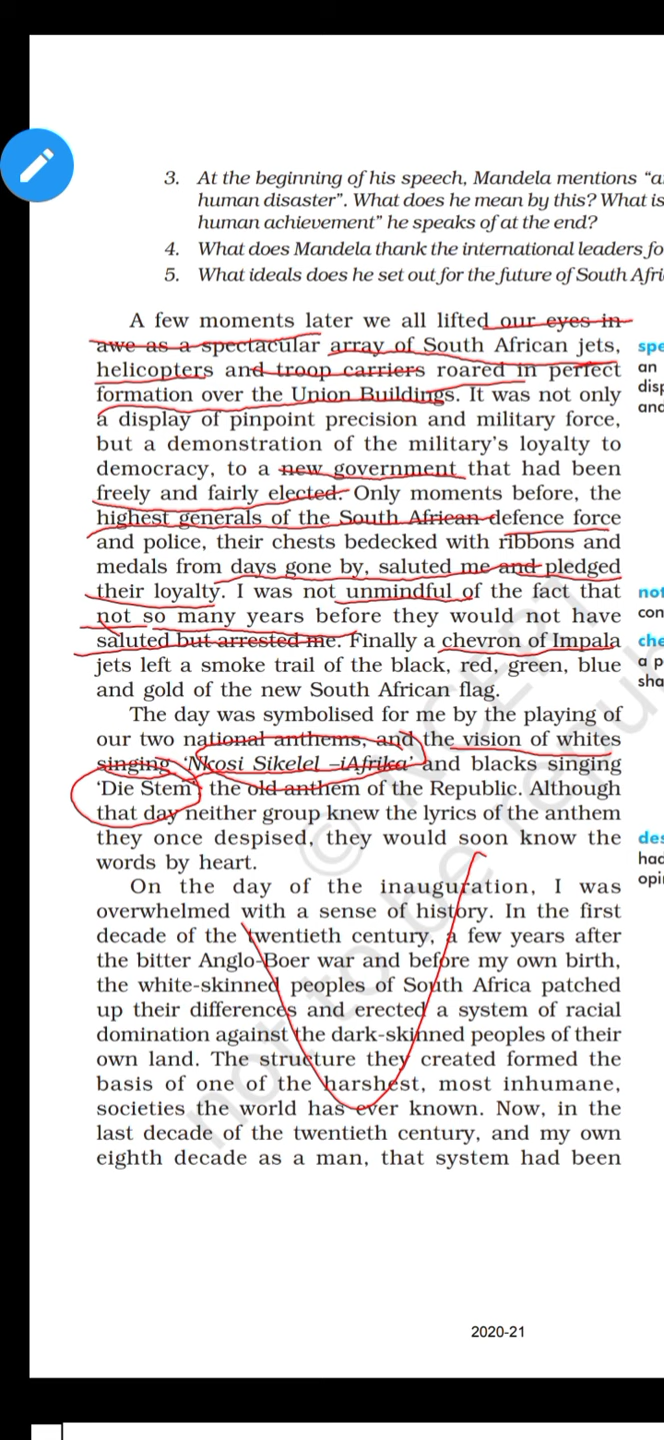 3. At the beginning of his speech, Mandela mentions “a
human disaster”. What does he mean by this? What is
human achievement” he speaks of at the end?
4. What does Mandela thank the international leaders fo
5. What ideals does he set out for the future of South Afri
A few moments later we all lifted our eyes in
awe as a spectacular array of South African jets,
helicopters and troop carriers roared in perfect
formation over the Union Buildings. It was not only
a display of pinpoint precision and military force,
but a demonstration of the military’s loyalty to
democracy, to a new government that had been
freely and fairly elected. Only moments before, the
highest generals of the South African defence force
and police, their chests bedecked with ribbons and
medals from days gone by, saluted me and pledged
their loyalty. I was not unmindful of the fact that
not so many years before they would not have
saluted but arrested me. Finally a chevron of Impala
jets left a smoke trail of the black, red, green, blue
and gold of the new South African flag.
The day was symbolised for me by the playing of
our two national anthems, and the vision of whites
singing ‘Nkosi Sikelel –iAfrika’ and blacks singing
‘Die Stem’, the old anthem of the Republic. Although
that day neither group knew the lyrics of the anthem
they once despised, they would soon know the
words by heart.
On the day of the inauguration, I was
overwhelmed with a sense of history. In the first
decade of the twentieth century, a few years after
the bitter Anglo-Boer war and before my own birth,
the white-skinned peoples of South Africa patched
up their differences and erected a system of racial
domination against the dark-skinned peoples of their
own land. The structure they created formed the
basis of one of the harshest, most inhumane,
societies the world has ever known. Now, in the
last decade of the twentieth century, and my own
eighth decade as a man, that system had been
spe
an
disp
and
not
con
che
a p
sha
des
had
opi
© NCERT
not to be republ
2020-21